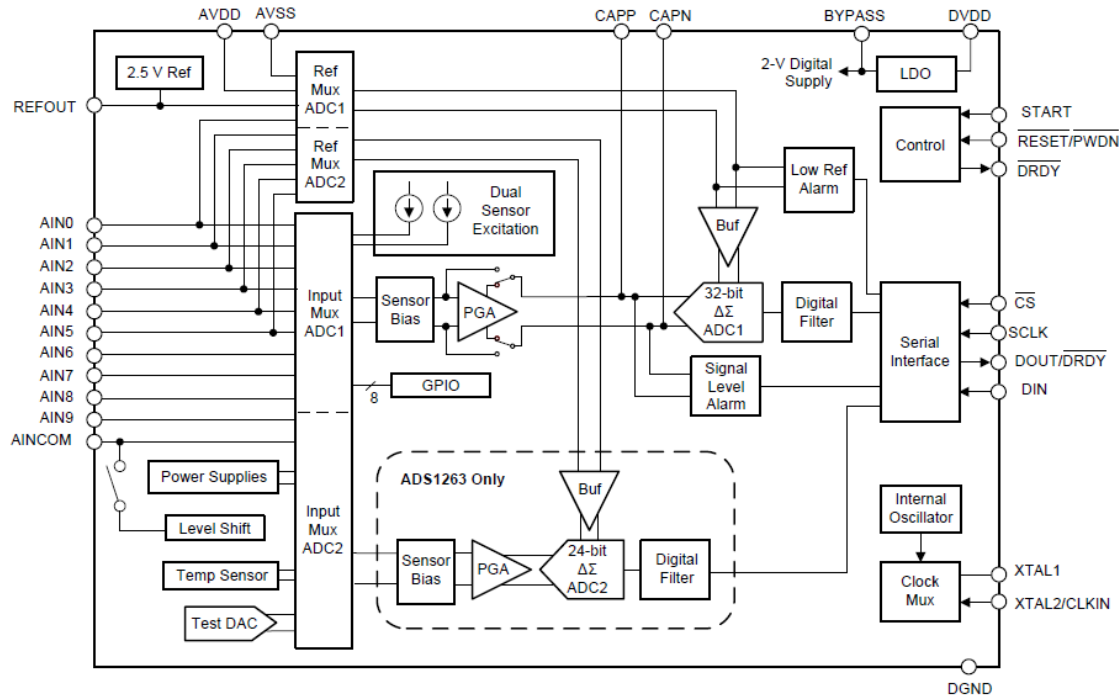 AVDD
AVSS
CAPP
CAPN
BYPASS
DVDD
2.5 V Ref
Ref
Mux
ADC1
2-V Digital
Supply
LDO
REFOUT
START
RESET/PWDN
DRDY
Control
Ref
Mux
ADC2
Low Ref
Alarm
Dual
Sensor
Excitation
Buf
AIN0
AIN1
AIN2
AIN3
AIN4
AIN5
AIN6
AIN7
AIN8
AIN9
AINCOM
Input
Mux
ADC1
Sensor
Bias
PGA
32-bit
ΔΣ
ADC1
Digital
Filter
Serial
Interface
CS
SCLK
DOUT/DRDY
DIN
8
GPIO
Signal
Level
Alarm
ADS1263 Only
Power Supplies
Level Shift
Temp Sensor
Test DAC
Input
Mux
ADC2
Buf
Sensor
Bias
PGA
24-bit
ΔΣ
ADC2
Digital
Filter
Internal
Oscillator
Clock
Mux
XTAL1
XTAL2/CLKIN
DGND